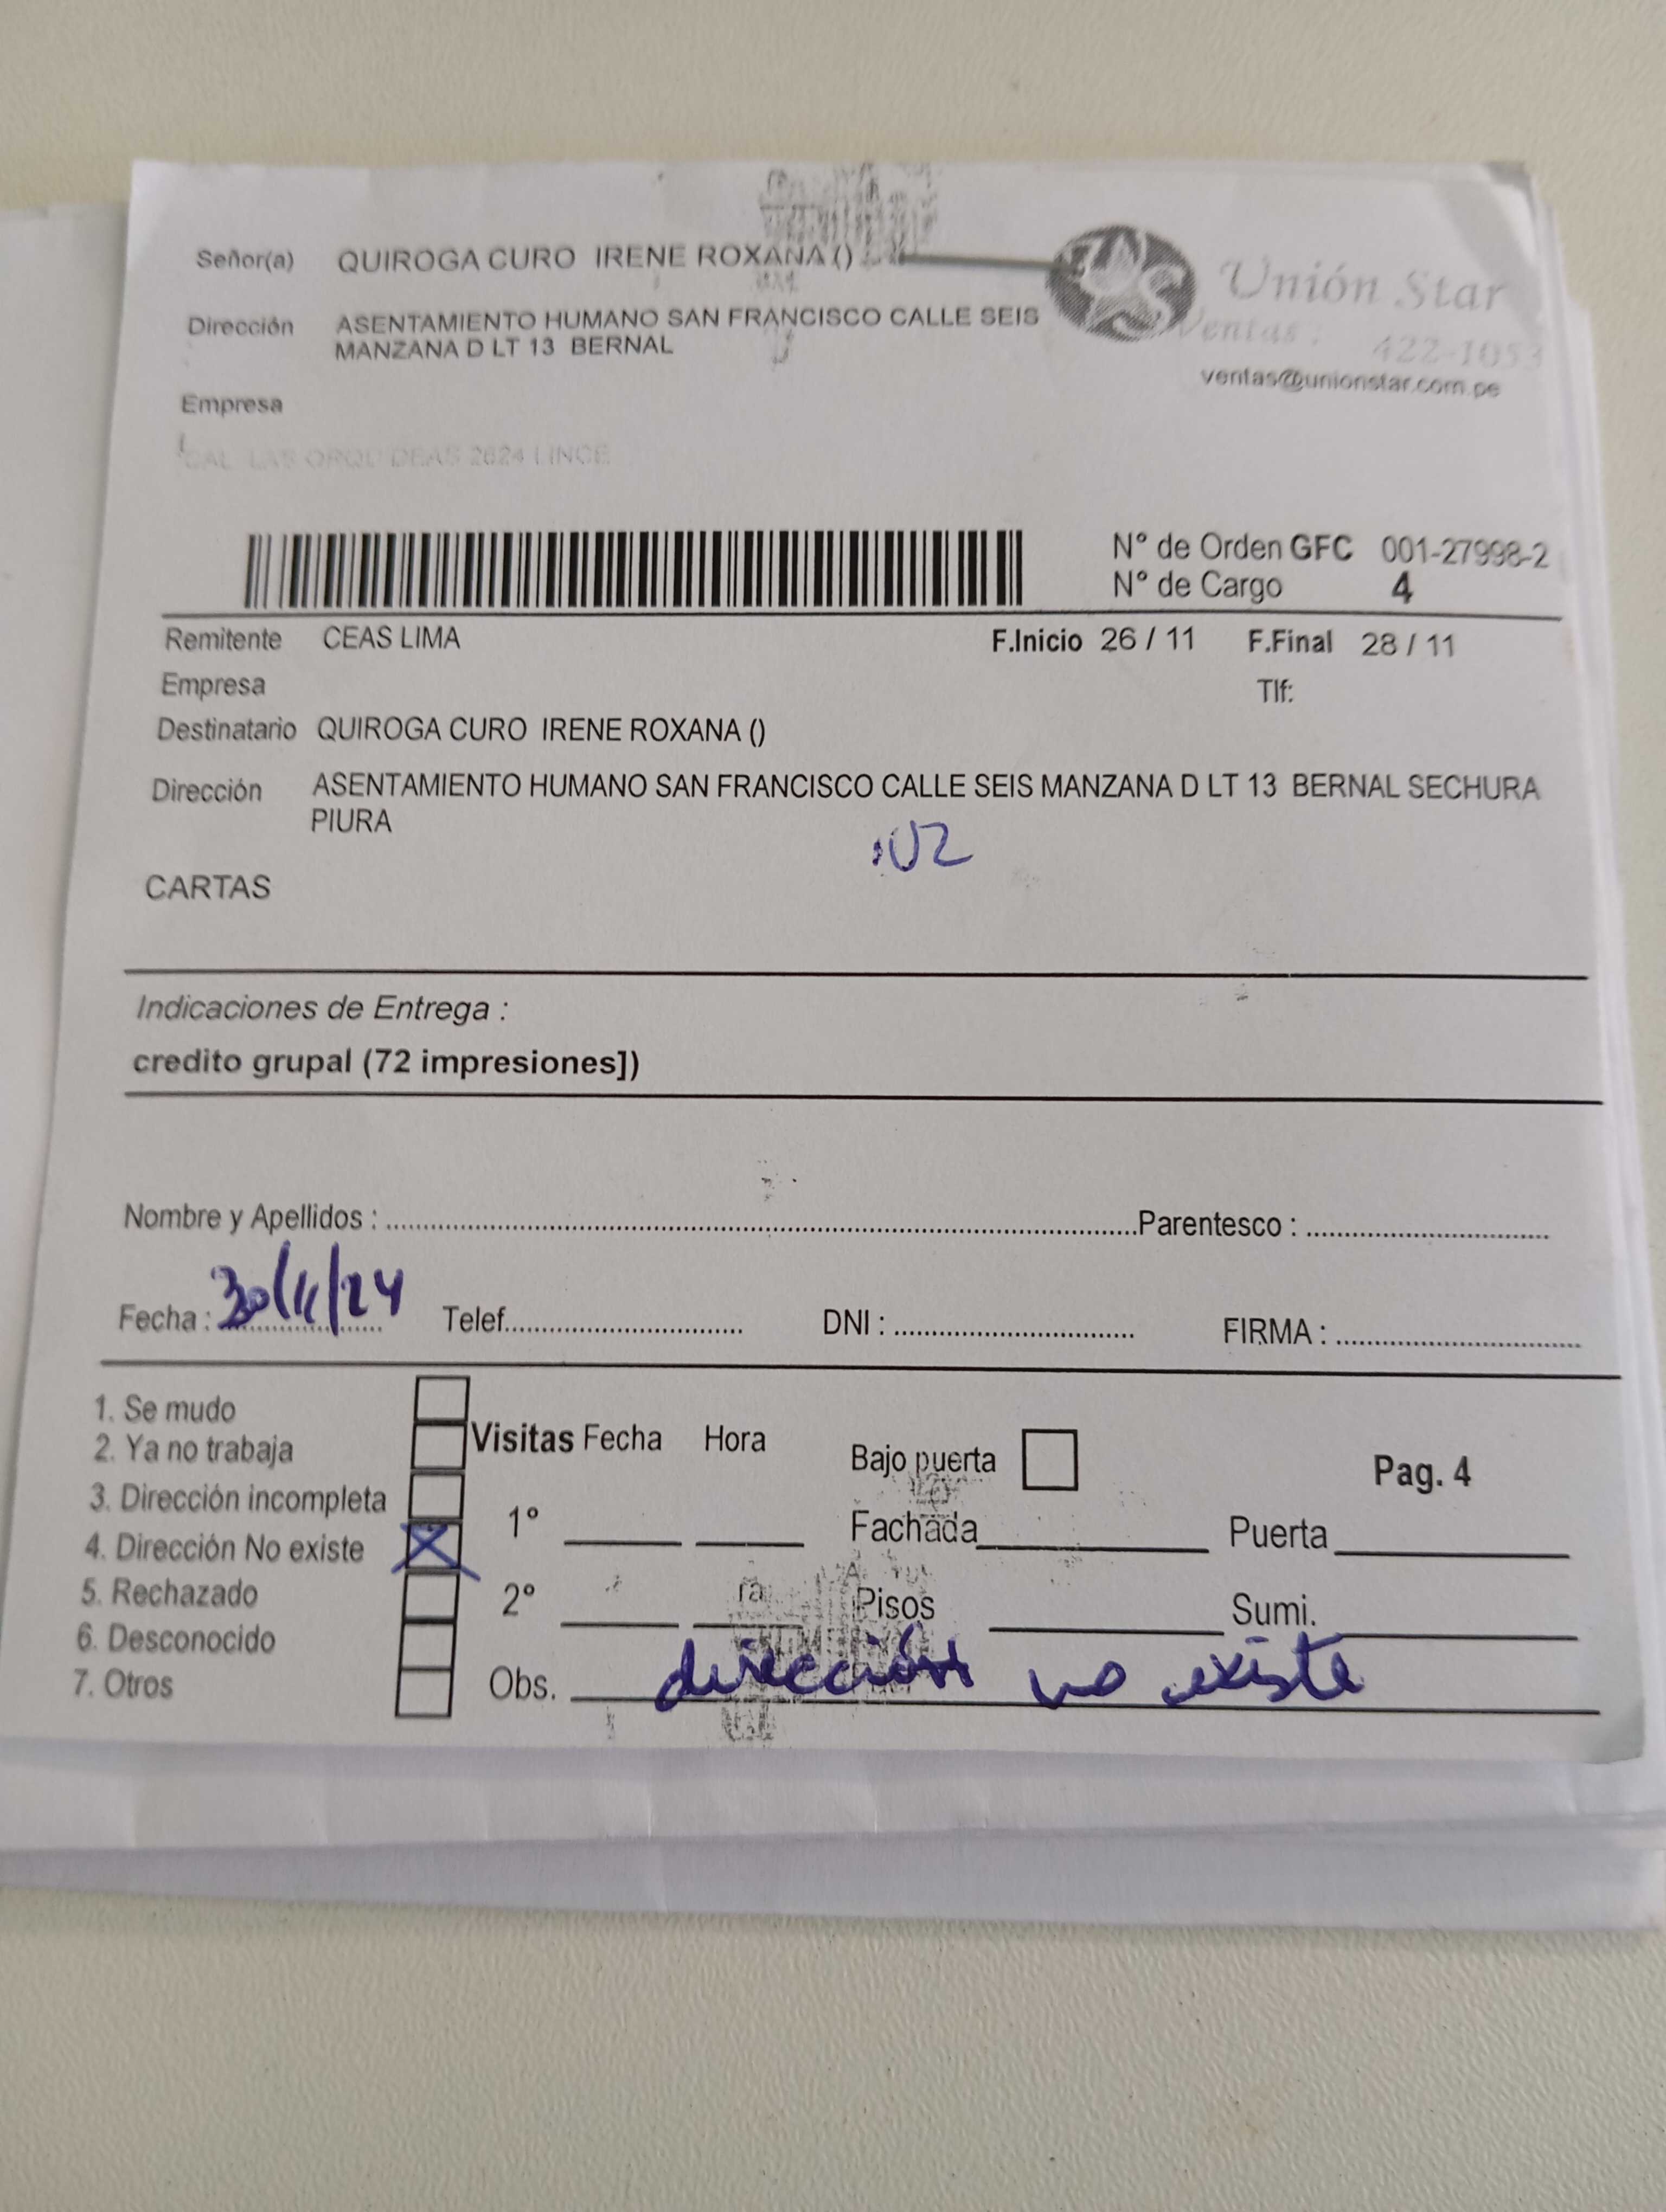 Señor(a) QUIROGA CURO IRENE ROXANA ()
Dirección ASENTAMIENTO HUMANO SAN FRANCISCO CALLE SEIS
MANZANA D LT 13 BERNAL
Unión Star
Ventas: 422-1053
ventas@unionstar.com.pe
Empresa
CAL LAS ORQUIDEAS 2624 LINCE
N° de Orden GFC 001-27998-2
N° de Cargo 4
Remitente CEAS LIMA F.Inicio 26 / 11 F.Final 28 / 11
Empresa Tlf:
Destinatario QUIROGA CURO IRENE ROXANA ()
Dirección ASENTAMIENTO HUMANO SAN FRANCISCO CALLE SEIS MANZANA D LT 13 BERNAL SECHURA
PIURA
CARTAS
Indicaciones de Entrega :
credito grupal (72 impresiones])
Nombre y Apellidos : Parentesco :
Fecha : 30/11/24 Telef. DNI : FIRMA :
1. Se mudo
2. Ya no trabaja
3. Dirección incompleta
4. Dirección No existe
5. Rechazado
6. Desconocido
7. Otros
Visitas Fecha Hora
1°
2°
Bajo puerta
Pag. 4
Fachada Puerta
Pisos Sumi.
Obs. dirección no existe